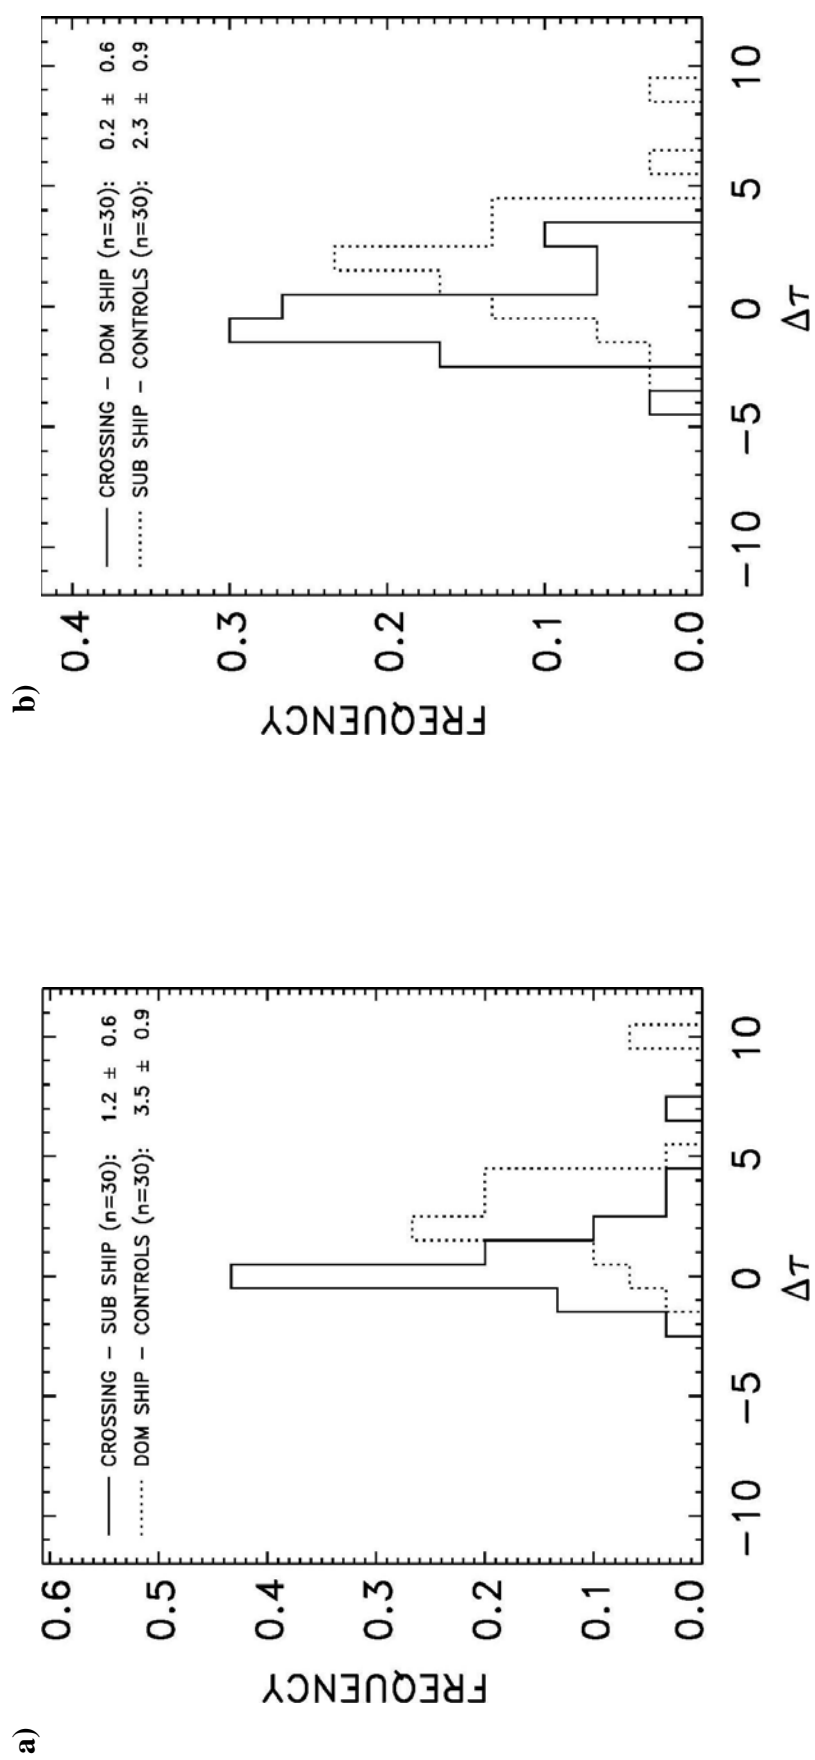 a)
CROSSING – SUB SHIP (n=30): 1.2 ± 0.6
DOM SHIP – CONTROLS (n=30): 3.5 ± 0.9
0.6
0.5
0.4
0.3
0.2
0.1
0.0
FREQUENCY
−10 −5 0 5 10
Δτ
b)
CROSSING – DOM SHIP (n=30): 0.2 ± 0.6
SUB SHIP – CONTROLS (n=30): 2.3 ± 0.9
0.4
0.3
0.2
0.1
0.0
FREQUENCY
−10 −5 0 5 10
Δτ